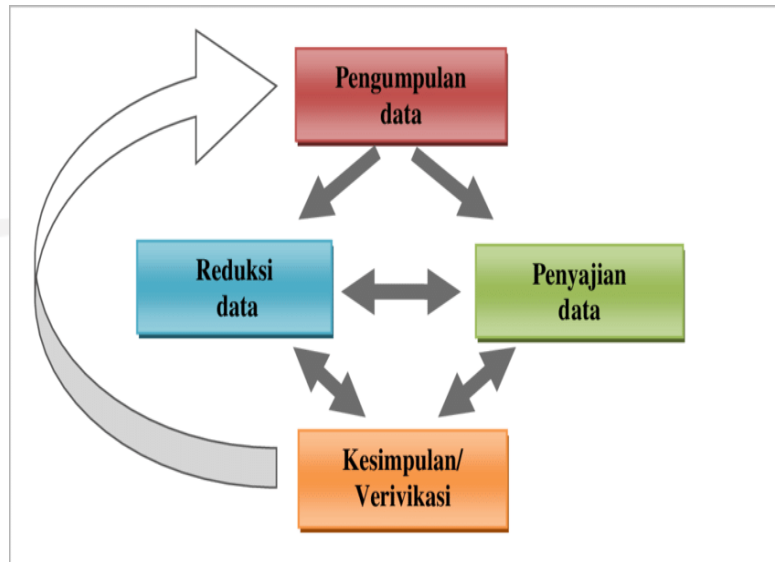 Pengumpulan
data
Reduksi
data
Penyajian
data
Kesimpulan/
Verivikasi